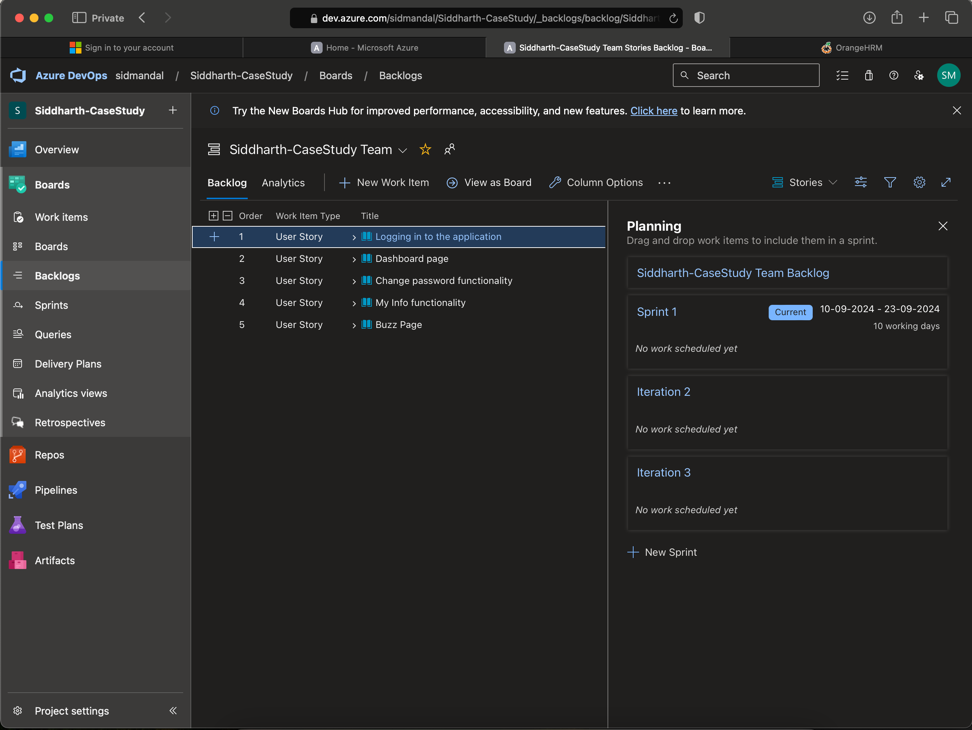 Private
dev.azure.com/sidmandal/Siddharth-CaseStudy/_backlogs/backlog/Siddhar
Sign in to your account
A Home - Microsoft Azure
A Siddharth-CaseStudy Team Stories Backlog - Boa...
OrangeHRM
Azure DevOps sidmandal / Siddharth-CaseStudy / Boards / Backlogs
Search
SM
S Siddharth-CaseStudy
Overview
Boards
Work items
Boards
Backlogs
Sprints
Queries
Delivery Plans
Analytics views
Retrospectives
Repos
Pipelines
Test Plans
Artifacts
Project settings
Try the New Boards Hub for improved performance, accessibility, and new features. Click here to learn more.
Siddharth-CaseStudy Team
Backlog Analytics New Work Item View as Board Column Options ... Stories
Order Work Item Type Title
1 User Story Logging in to the application
2 User Story Dashboard page
3 User Story Change password functionality
4 User Story My Info functionality
5 User Story Buzz Page
Planning
Drag and drop work items to include them in a sprint.
Siddharth-CaseStudy Team Backlog
Sprint 1 Current 10-09-2024 - 23-09-2024
10 working days
No work scheduled yet
Iteration 2
No work scheduled yet
Iteration 3
No work scheduled yet
New Sprint